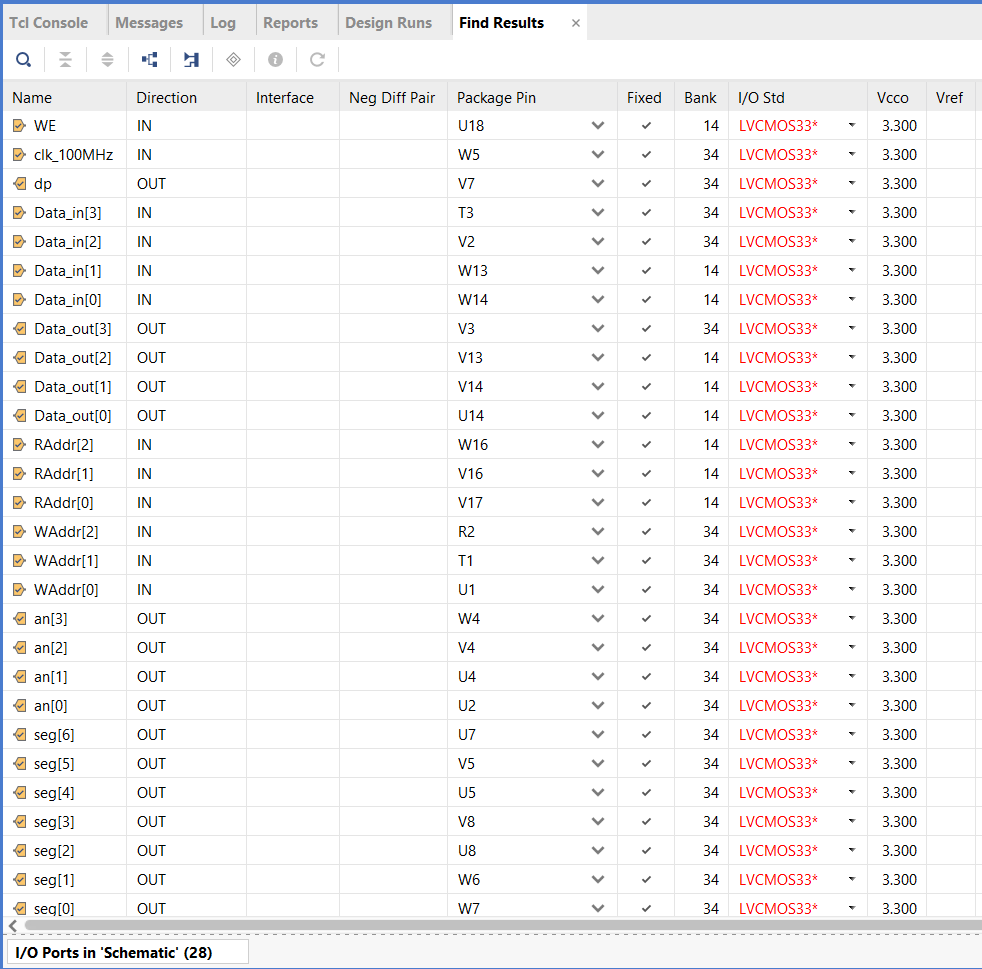 Tcl Console Messages Log Reports Design Runs Find Results ×
Name Direction Interface Neg Diff Pair Package Pin Fixed Bank I/O Std Vcco Vref
WE IN U18 14 LVCMOS33* 3.300
clk_100MHz IN W5 34 LVCMOS33* 3.300
dp OUT V7 34 LVCMOS33* 3.300
Data_in[3] IN T3 34 LVCMOS33* 3.300
Data_in[2] IN V2 34 LVCMOS33* 3.300
Data_in[1] IN W13 14 LVCMOS33* 3.300
Data_in[0] IN W14 14 LVCMOS33* 3.300
Data_out[3] OUT V3 34 LVCMOS33* 3.300
Data_out[2] OUT V13 14 LVCMOS33* 3.300
Data_out[1] OUT V14 14 LVCMOS33* 3.300
Data_out[0] OUT U14 14 LVCMOS33* 3.300
RAddr[2] IN W16 14 LVCMOS33* 3.300
RAddr[1] IN V16 14 LVCMOS33* 3.300
RAddr[0] IN V17 14 LVCMOS33* 3.300
WAddr[2] IN R2 34 LVCMOS33* 3.300
WAddr[1] IN T1 34 LVCMOS33* 3.300
WAddr[0] IN U1 34 LVCMOS33* 3.300
an[3] OUT W4 34 LVCMOS33* 3.300
an[2] OUT V4 34 LVCMOS33* 3.300
an[1] OUT U4 34 LVCMOS33* 3.300
an[0] OUT U2 34 LVCMOS33* 3.300
seg[6] OUT U7 34 LVCMOS33* 3.300
seg[5] OUT V5 34 LVCMOS33* 3.300
seg[4] OUT U5 34 LVCMOS33* 3.300
seg[3] OUT V8 34 LVCMOS33* 3.300
seg[2] OUT U8 34 LVCMOS33* 3.300
seg[1] OUT W6 34 LVCMOS33* 3.300
seg[0] OUT W7 34 LVCMOS33* 3.300
I/O Ports in 'Schematic' (28)